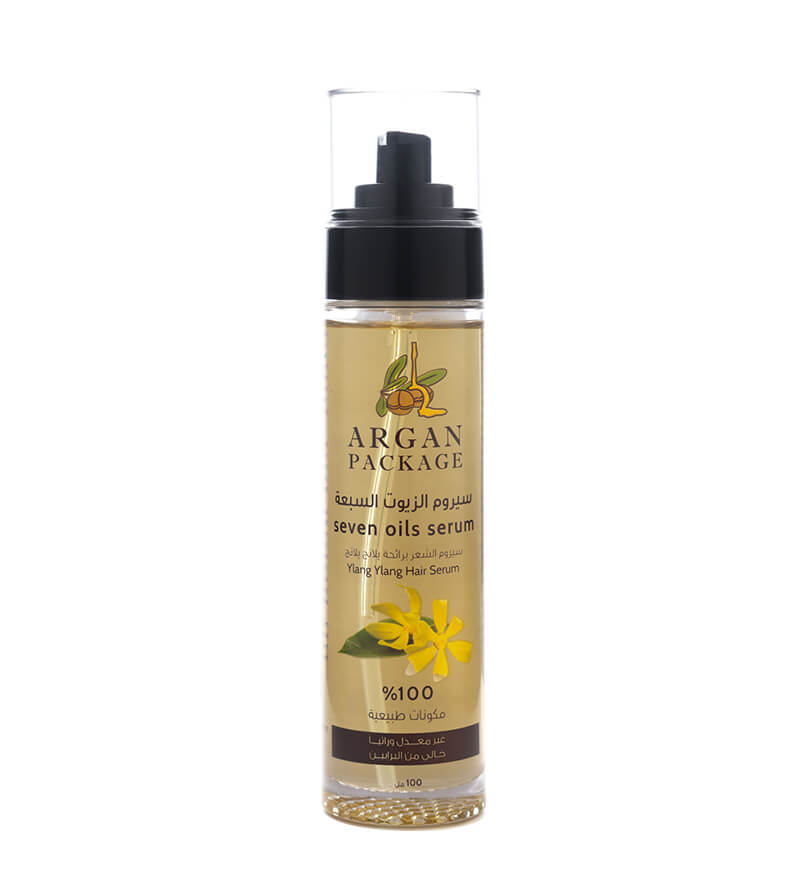 ARGAN
PACKAGE
سيروم الزيوت السبعة
seven oils serum
سيروم الشعر برائحة يلانج يلانج
Ylang Ylang Hair Serum
%100
مكونات طبيعية
غير معدل وراثيا
خالي من البرابين
100 مل